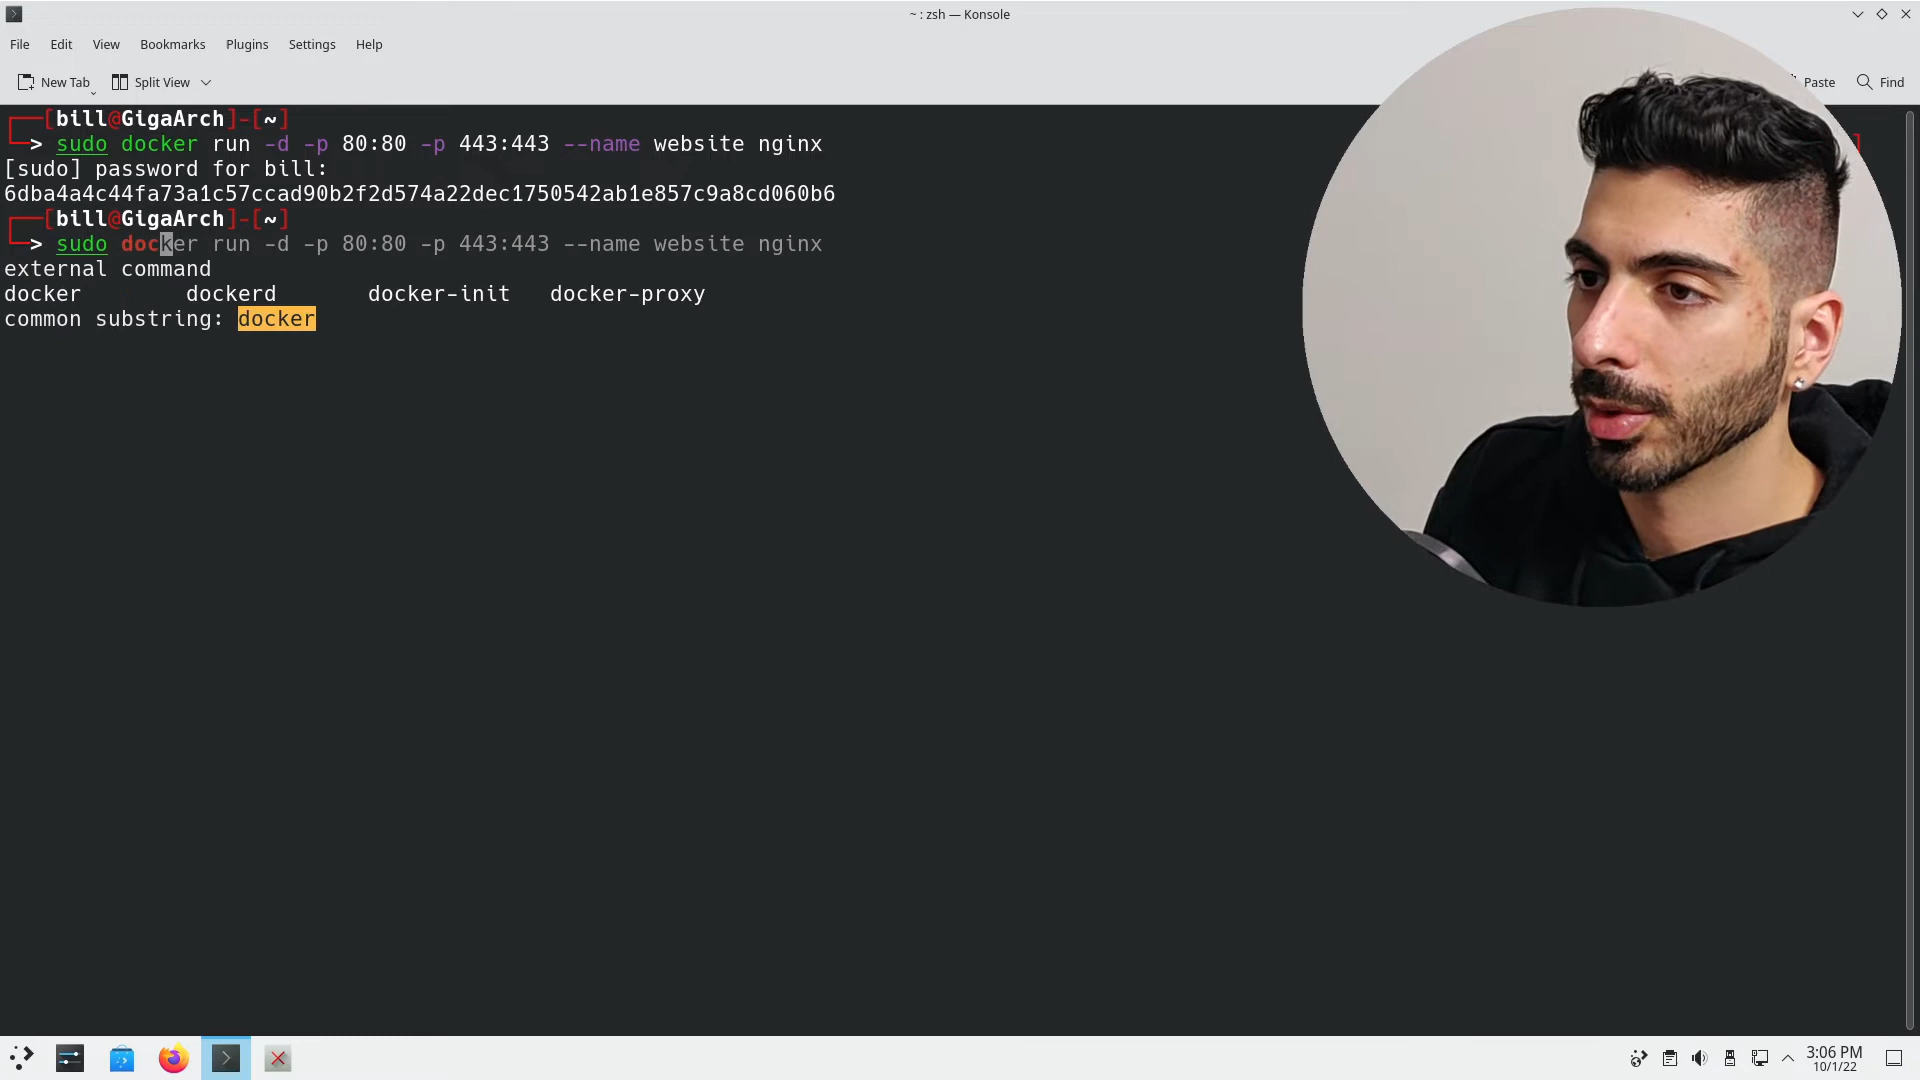 ~ : zsh — Konsole
File Edit View Bookmarks Plugins Settings Help
New Tab Split View Paste Find
[bill@GigaArch]-[~]
> sudo docker run -d -p 80:80 -p 443:443 --name website nginx ]
[sudo] password for bill:
6dba4a4c44fa73a1c57ccad90b2f2d574a22dec1750542ab1e857c9a8cd060b6
[bill@GigaArch]-[~]
> sudo docker run -d -p 80:80 -p 443:443 --name website nginx
external command
docker dockerd docker-init docker-proxy
common substring: docker
3:06 PM
10/1/22